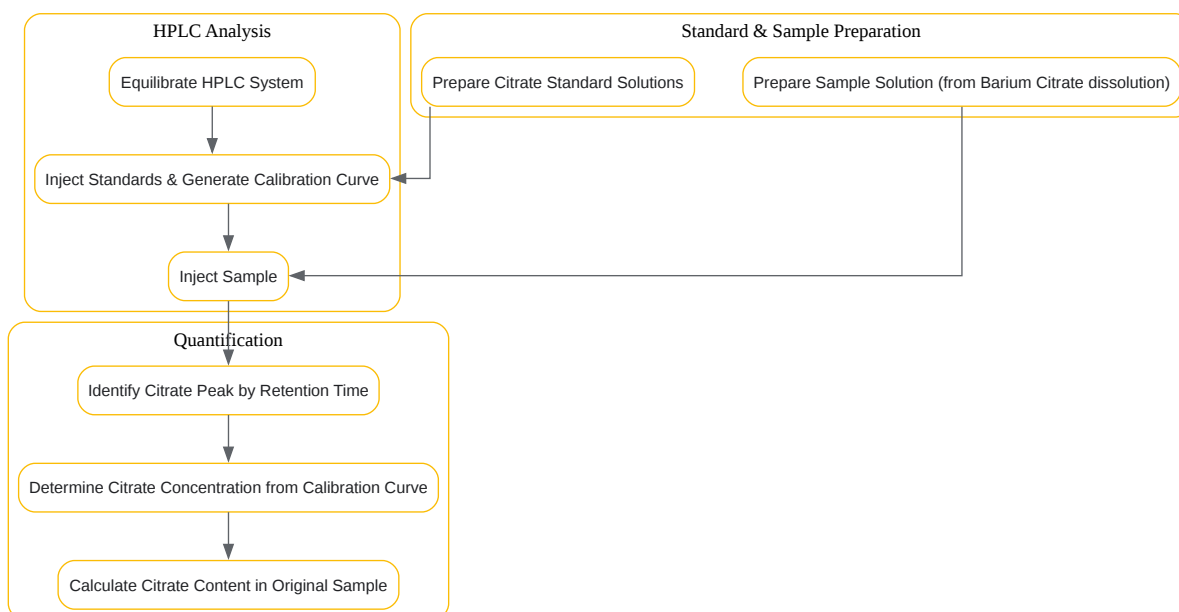 HPLC Analysis
Standard & Sample Preparation
Equilibrate HPLC System
Prepare Citrate Standard Solutions
Prepare Sample Solution (from Barium Citrate dissolution)
Inject Standards & Generate Calibration Curve
Inject Sample
Quantification
Identify Citrate Peak by Retention Time
Determine Citrate Concentration from Calibration Curve
Calculate Citrate Content in Original Sample